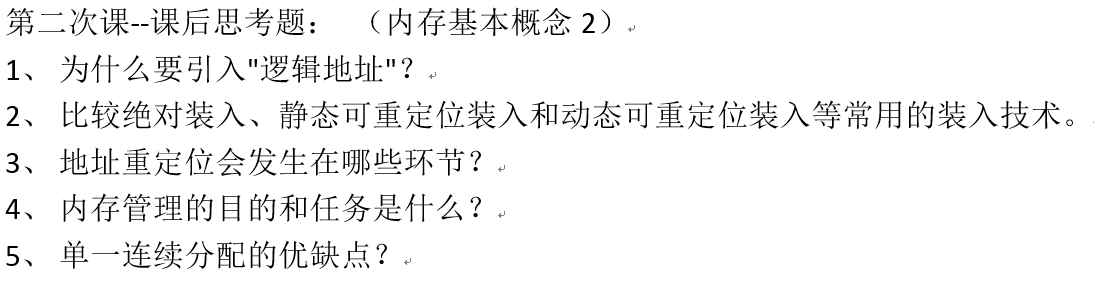 第二次课--课后思考题： （内存基本概念 2）
1、 为什么要引入"逻辑地址"？
2、 比较绝对装入、静态可重定位装入和动态可重定位装入等常用的装入技术。
3、 地址重定位会发生在哪些环节？
4、 内存管理的目的和任务是什么？
5、 单一连续分配的优缺点？